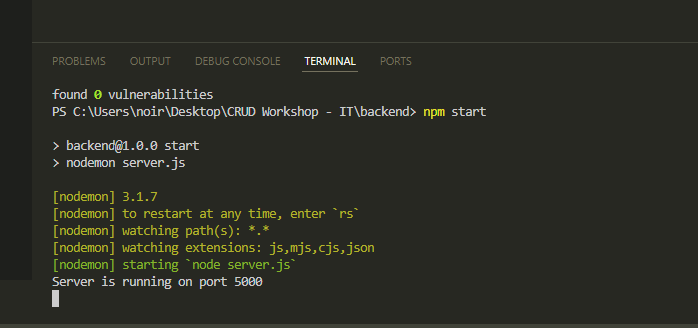 PROBLEMS OUTPUT DEBUG CONSOLE TERMINAL PORTS
found 0 vulnerabilities
PS C:\Users\noir\Desktop\CRUD Workshop - IT\backend> npm start
> backend@1.0.0 start
> nodemon server.js
[nodemon] 3.1.7
[nodemon] to restart at any time, enter `rs`
[nodemon] watching path(s): *.*
[nodemon] watching extensions: js,mjs,cjs,json
[nodemon] starting `node server.js`
Server is running on port 5000